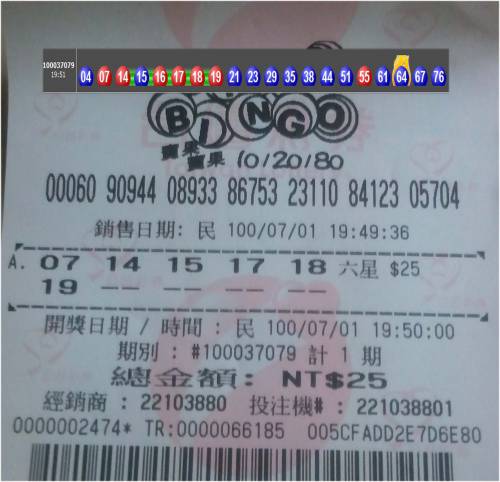 100037079
19:51
04 07 14 15 16 17 18 19 21 23 29 35 38 44 51 55 61 64 67 76
BINGO
賓果
賓果 10/20/80
00060 90944 08933 86753 23110 84123 05704
銷售日期: 民 100/07/01 19:49:36
A. 07 14 15 17 18 六星 $25
19 -- -- -- --
開獎日期 / 時間 : 民 100/07/01 19:50:00
期別 : #100037079 計 1 期
總金額: NT$25
經銷商 : 22103880 投注機# : 221038801
0000002474* TR:0000066185 005CFADD2E7D6E80